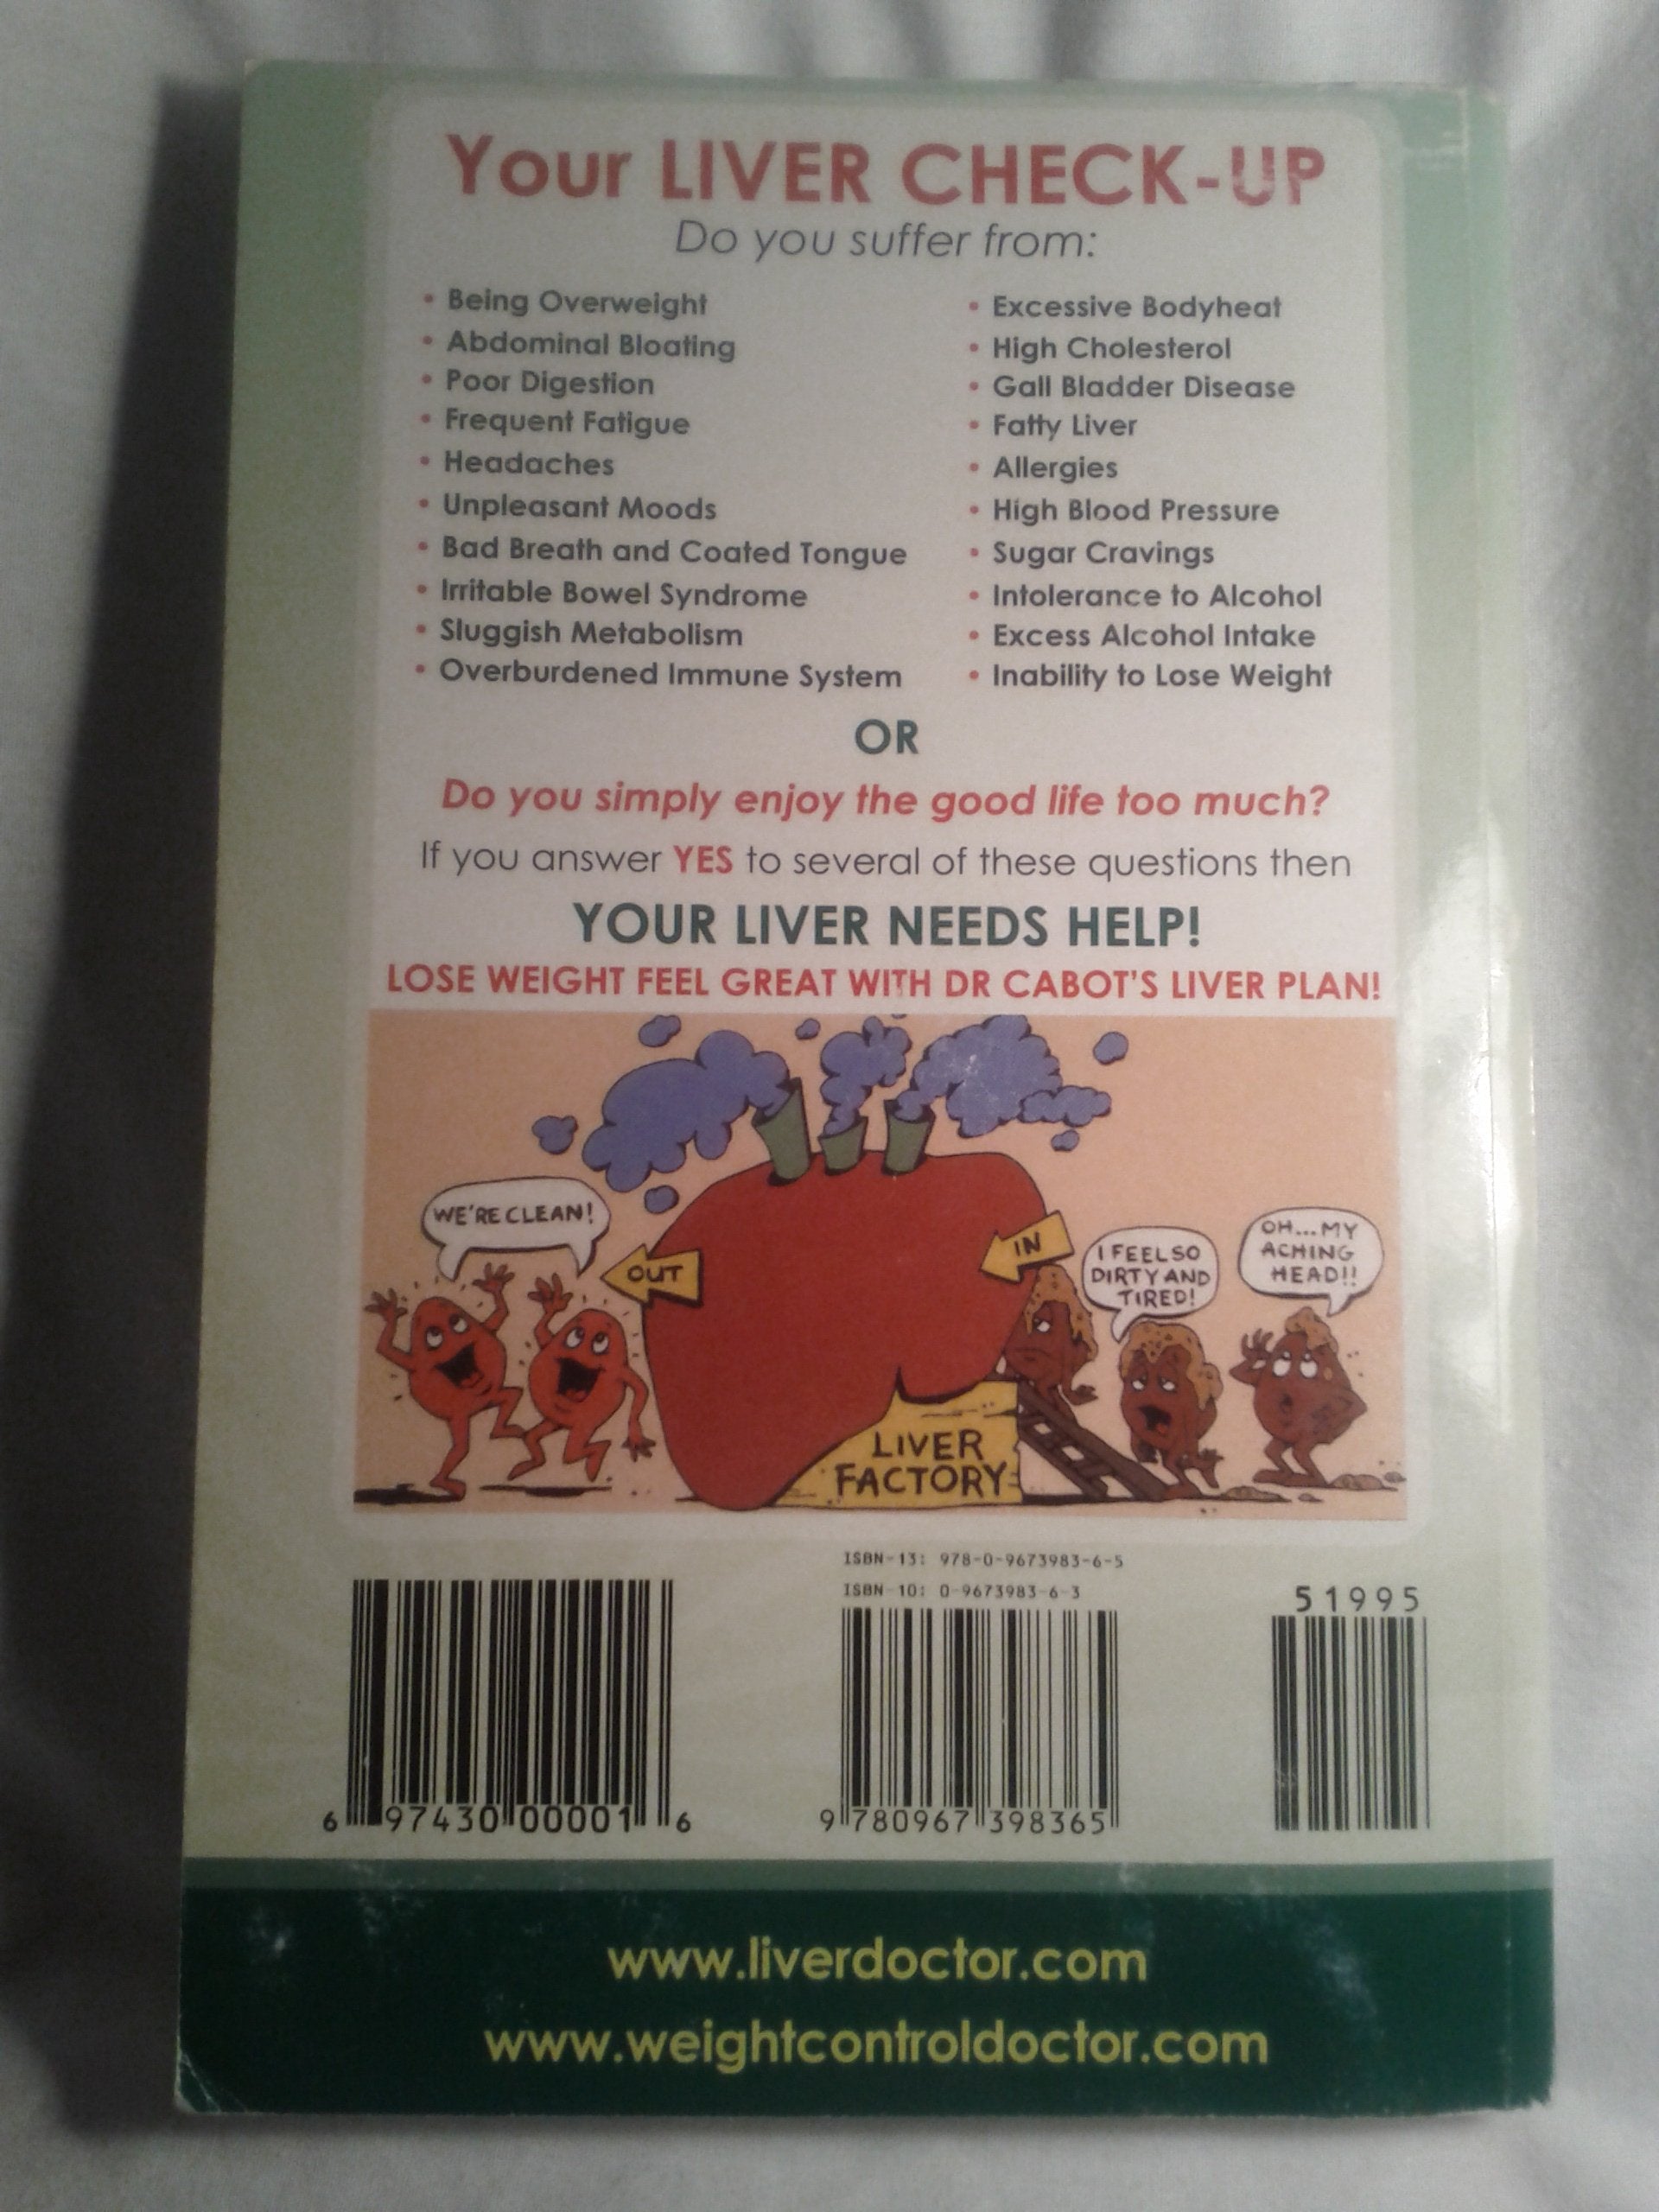 Your LIVER CHECK-UP
Do you suffer from:
• Being Overweight
• Abdominal Bloating
• Poor Digestion
• Frequent Fatigue
• Headaches
• Unpleasant Moods
• Bad Breath and Coated Tongue
• Irritable Bowel Syndrome
• Sluggish Metabolism
• Overburdened Immune System
• Excessive Bodyheat
• High Cholesterol
• Gall Bladder Disease
• Fatty Liver
• Allergies
• High Blood Pressure
• Sugar Cravings
• Intolerance to Alcohol
• Excess Alcohol Intake
• Inability to Lose Weight
OR
Do you simply enjoy the good life too much?
If you answer YES to several of these questions then
YOUR LIVER NEEDS HELP!
LOSE WEIGHT FEEL GREAT WITH DR CABOT'S LIVER PLAN!
WE'RE CLEAN!
OUT
IN
I FEEL SO
DIRTY AND
TIRED!
OH...MY
ACHING
HEAD!!
LIVER
FACTORY
ISBN-13: 978-0-9673983-6-5
ISBN-10: 0-9673983-6-3
51995
6 97430 00001 6
9 780967 398365
www.liverdoctor.com
www.weightcontroldoctor.com